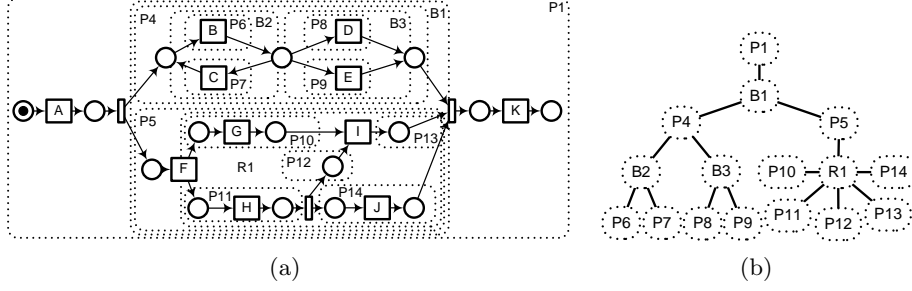 P4 P6 B2 P8 B3 B1 P1
B D
C E
P7 P9
A K
P5
G P10 I P13
F R1 P12
P11 P14
H J
(a)
P1
B1
P4 P5
B2 B3 P10 R1 P14
P6 P7 P8 P9 P11 P12 P13
(b)